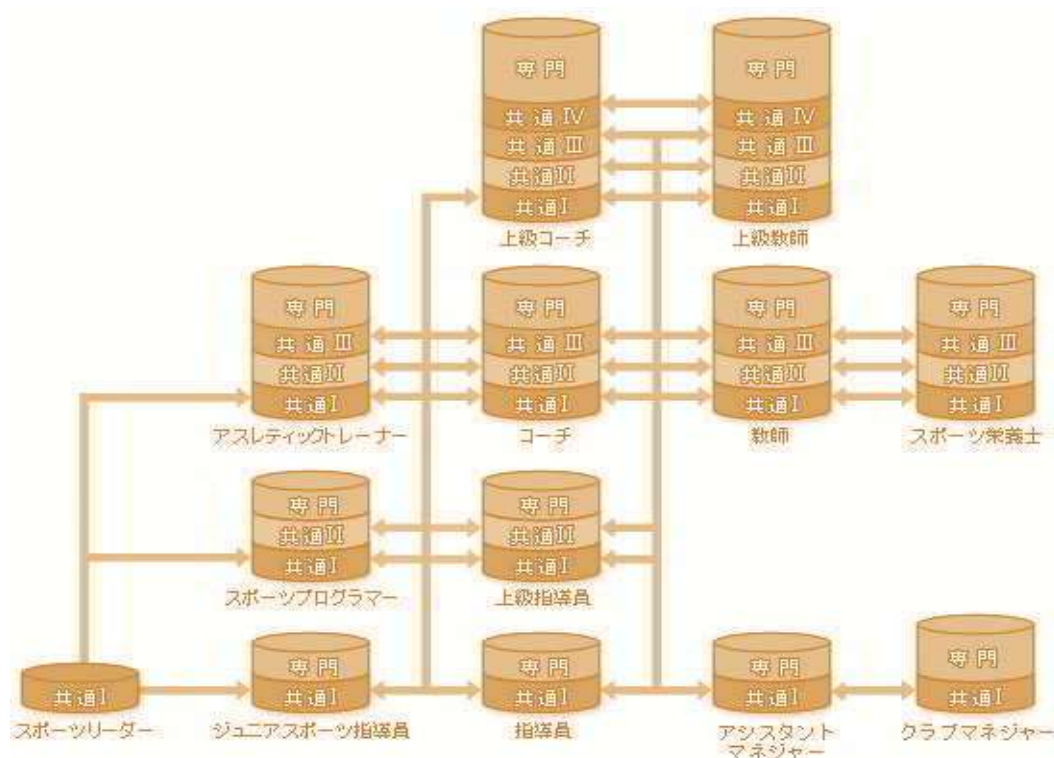 専門
共通Ⅳ
共通Ⅲ
共通Ⅱ
共通Ⅰ
上級コーチ
専門
共通Ⅳ
共通Ⅲ
共通Ⅱ
共通Ⅰ
上級教師
専門
共通Ⅲ
共通Ⅱ
共通Ⅰ
アスレティックトレーナー
専門
共通Ⅲ
共通Ⅱ
共通Ⅰ
コーチ
専門
共通Ⅲ
共通Ⅱ
共通Ⅰ
教師
専門
共通Ⅲ
共通Ⅱ
共通Ⅰ
スポーツ栄養士
専門
共通Ⅱ
共通Ⅰ
スポーツプログラマー
専門
共通Ⅱ
共通Ⅰ
上級指導員
共通Ⅰ
スポーツリーダー
専門
共通Ⅰ
ジュニアスポーツ指導員
専門
共通Ⅰ
指導員
専門
共通Ⅰ
アシスタント
マネジャー
専門
共通Ⅰ
クラブマネジャー